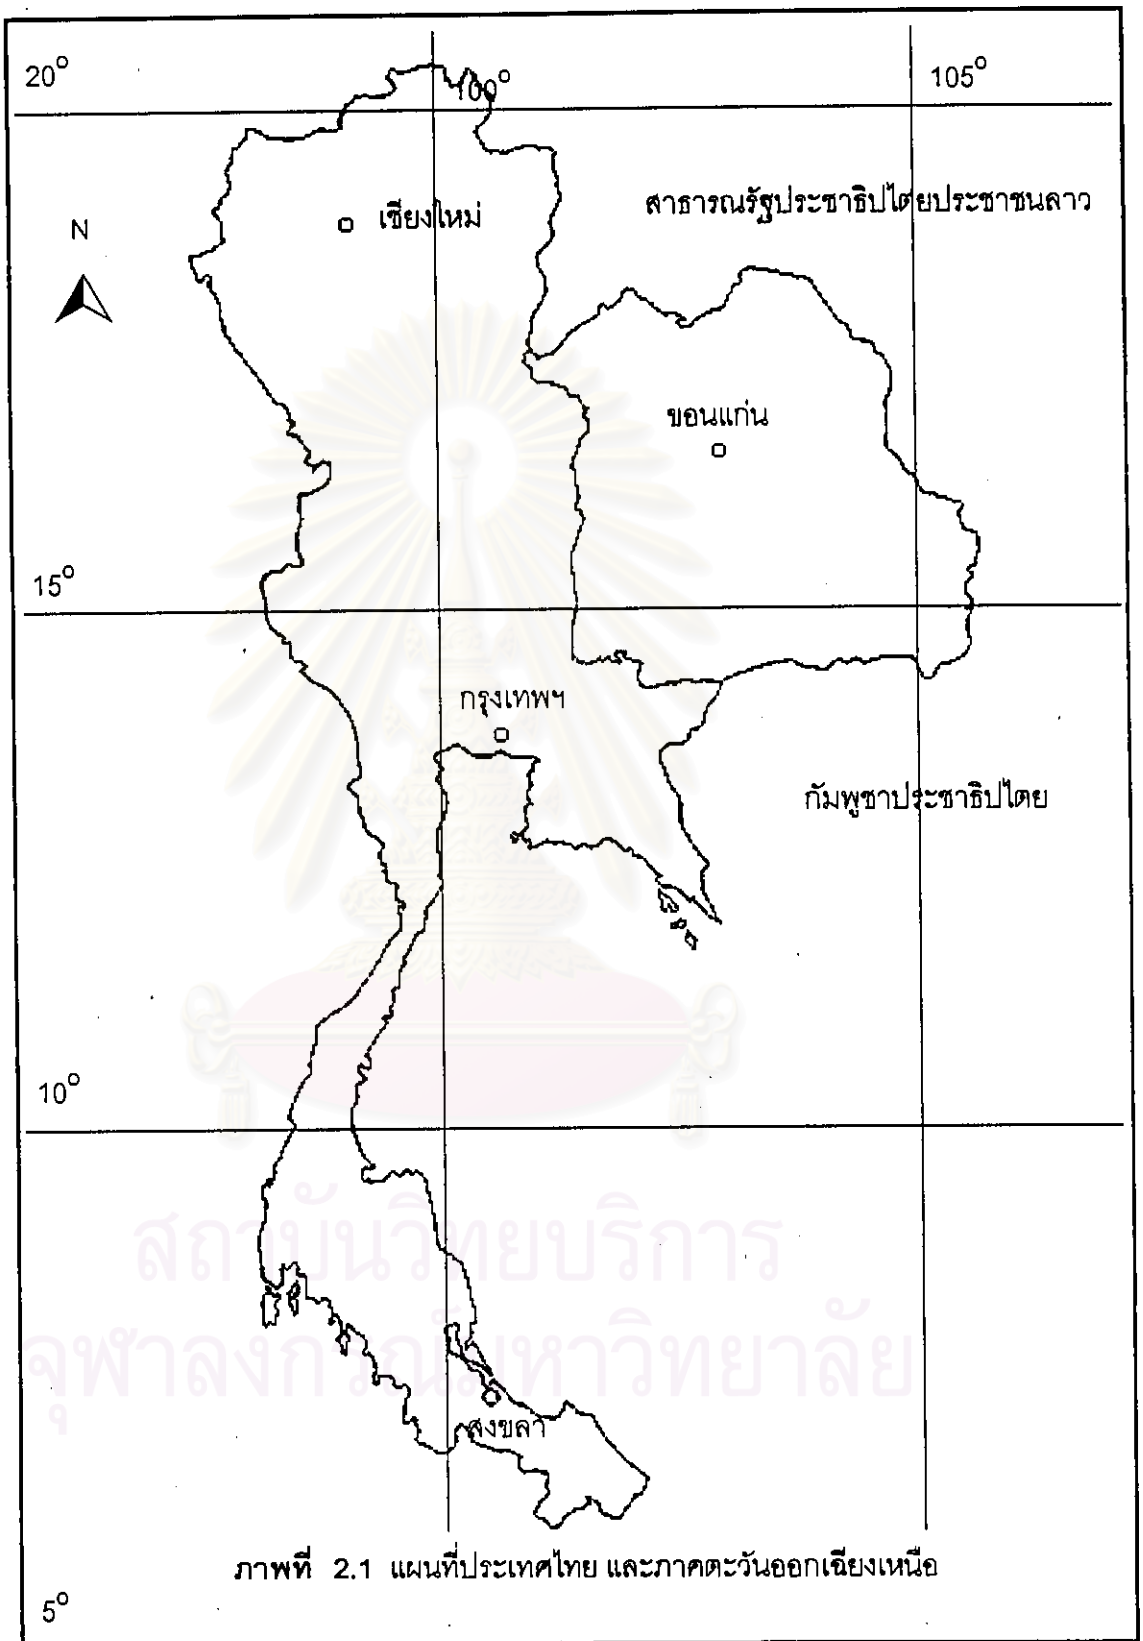 20°
100°
105°
สาธารณรัฐประชาธิปไตยประชาชนลาว
เชียงใหม่
N
ขอนแก่น
15°
กรุงเทพฯ
กัมพูชาประชาธิปไตย
10°
สถาบันวิทยบริการ
จุฬาลงกรณ์มหาวิทยาลัย
สงขลา
ภาพที่ 2.1 แผนที่ประเทศไทย และภาคตะวันออกเฉียงเหนือ
5°